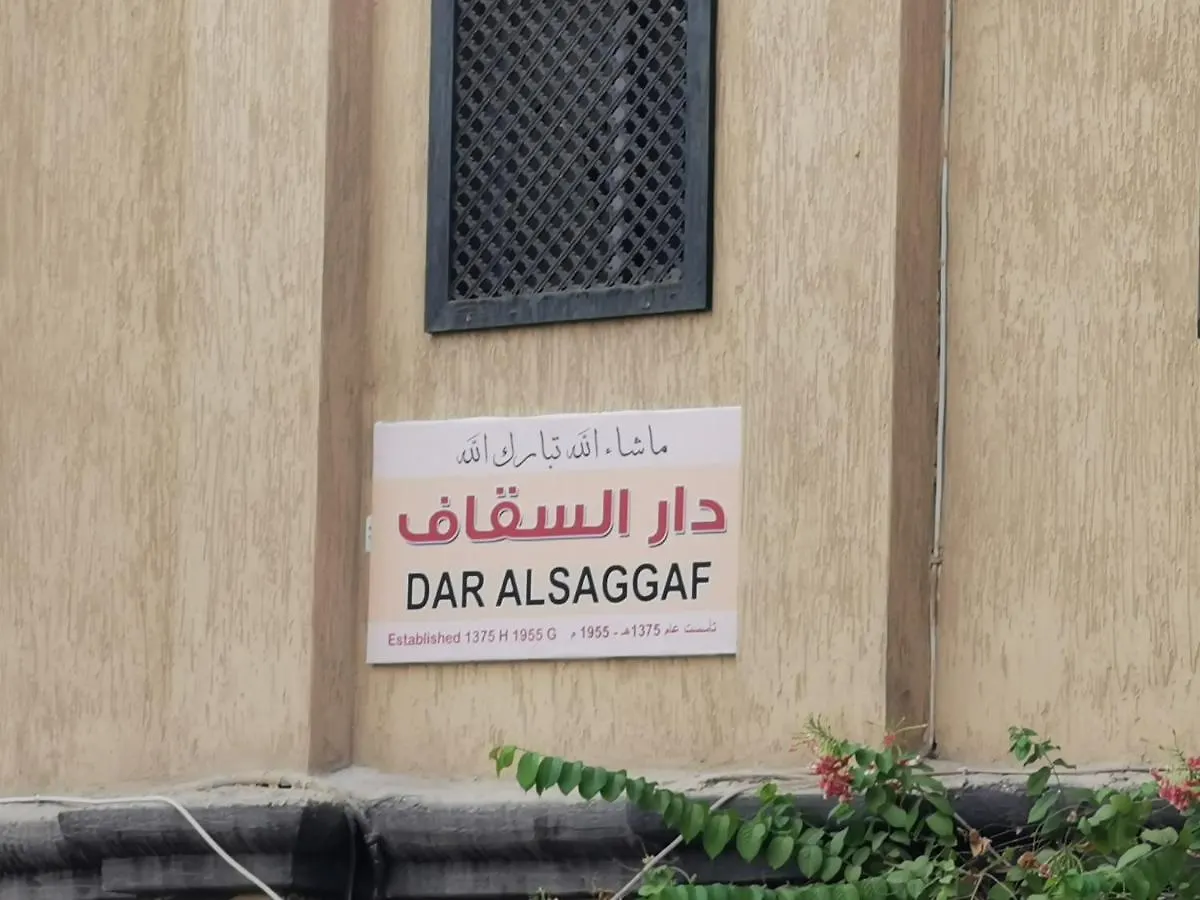 ماشاء الله تبارك الله
دار السقاف
DAR ALSAGGAF
Established 1375 H 1955 G تأسست عام 1375هـ - 1955 م